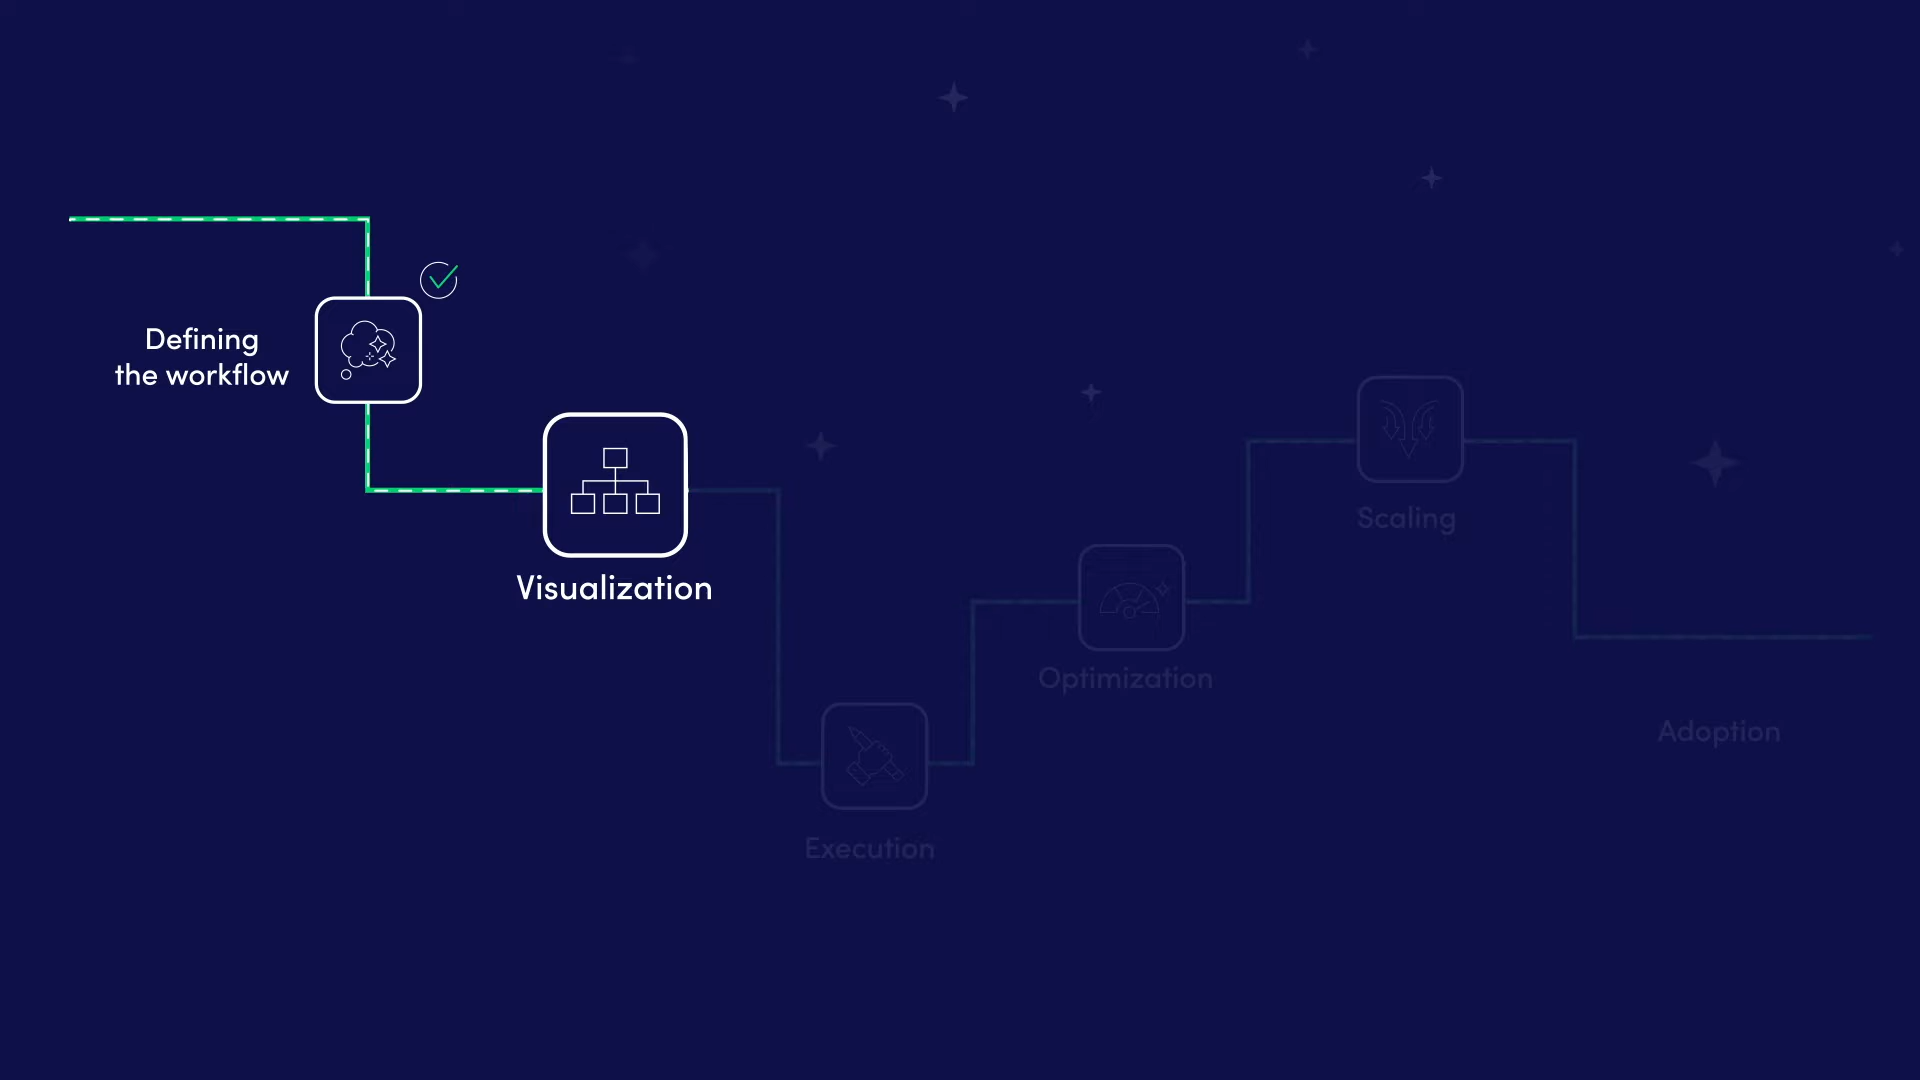 Defining
the workflow
Visualization
Execution
Optimization
Scaling
Adoption